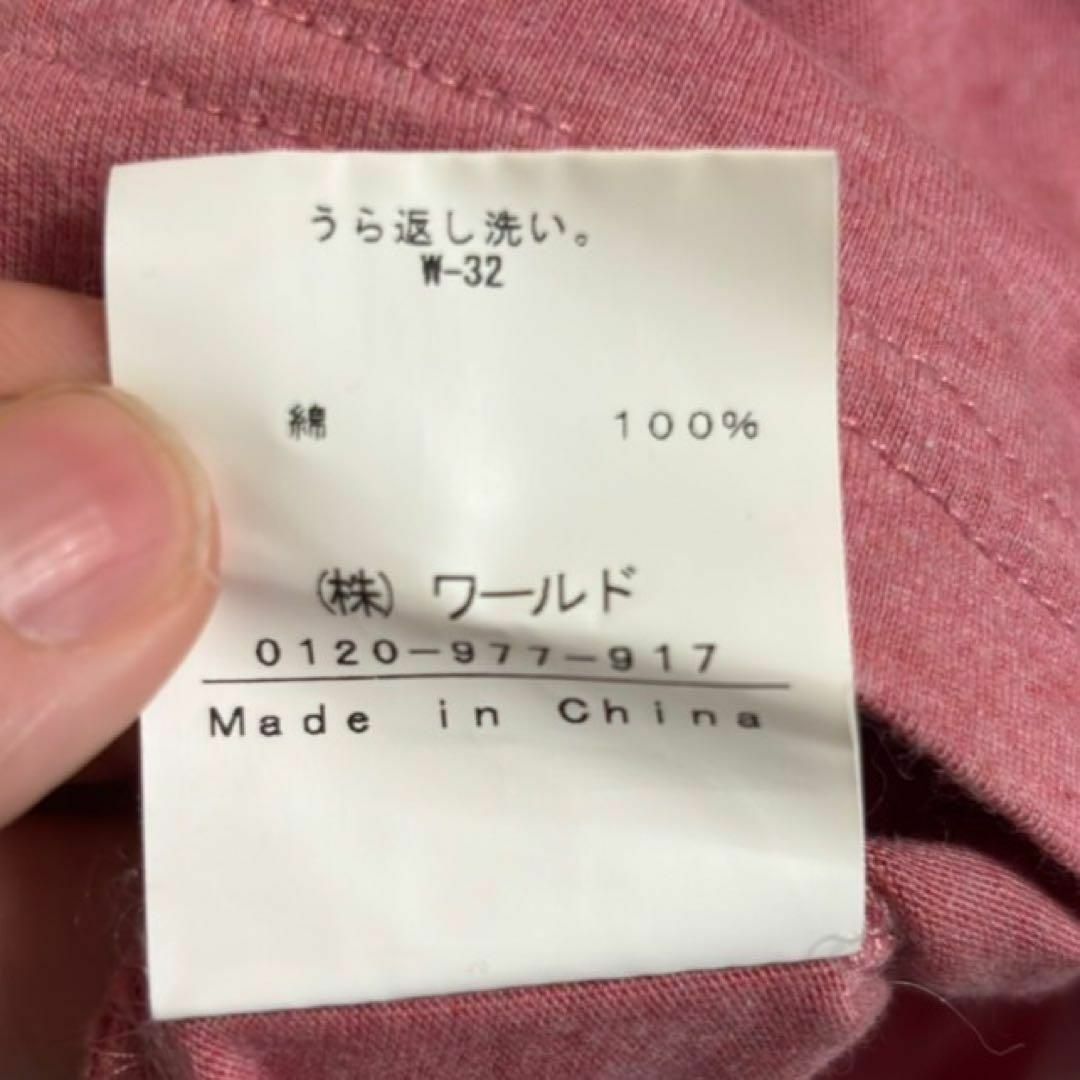 うら返し洗い。
W-32
綿 100%
(株) ワールド
0120-977-917
Made in China